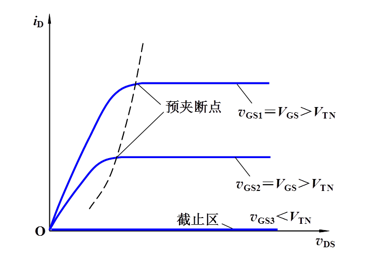 iD
预夹断点
vGS1=VGS>VTN
vGS2=VGS>VTN
截止区
vGS3<VTN
O
vDS